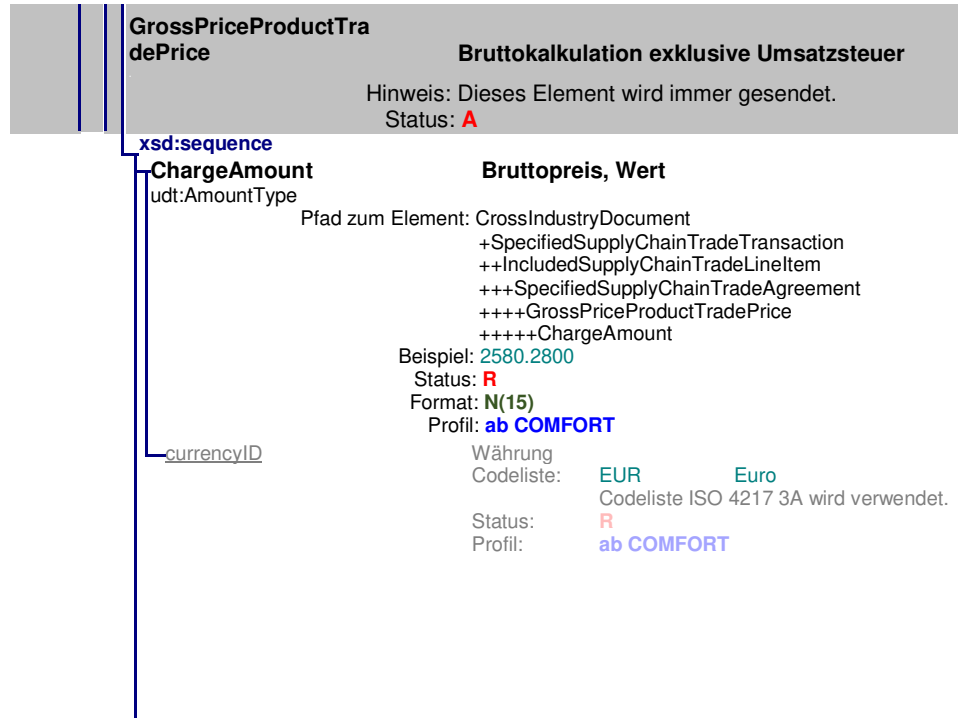 GrossPriceProductTra
dePrice Bruttokalkulation exklusive Umsatzsteuer
Hinweis: Dieses Element wird immer gesendet.
Status: A
xsd:sequence
ChargeAmount Bruttopreis, Wert
udt:AmountType
Pfad zum Element: CrossIndustryDocument
+SpecifiedSupplyChainTradeTransaction
++IncludedSupplyChainTradeLineItem
+++SpecifiedSupplyChainTradeAgreement
++++GrossPriceProductTradePrice
+++++ChargeAmount
Beispiel: 2580.2800
Status: R
Format: N(15)
Profil: ab COMFORT
currencyID Währung
Codeliste: EUR Euro
Codeliste ISO 4217 3A wird verwendet.
Status: R
Profil: ab COMFORT